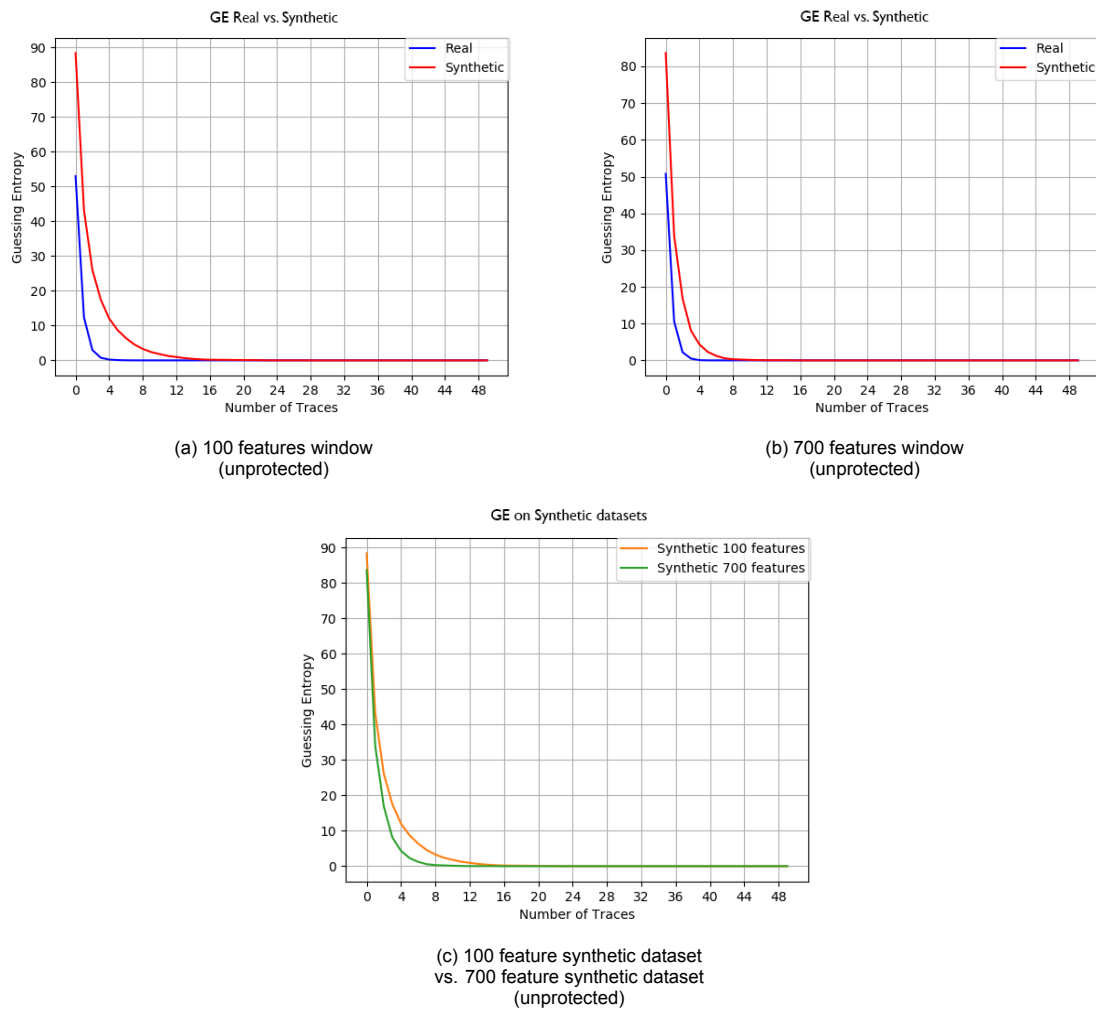 GE Real vs. Synthetic
90
80
70
60
50
40
30
20
10
0
Guessing Entropy
Real
Synthetic
0 4 8 12 16 20 24 28 32 36 40 44 48
Number of Traces
(a) 100 features window
(unprotected)
GE Real vs. Synthetic
80
70
60
50
40
30
20
10
0
Guessing Entropy
Real
Synthetic
0 4 8 12 16 20 24 28 32 36 40 44 48
Number of Traces
(b) 700 features window
(unprotected)
GE on Synthetic datasets
90
80
70
60
50
40
30
20
10
0
Guessing Entropy
Synthetic 100 features
Synthetic 700 features
0 4 8 12 16 20 24 28 32 36 40 44 48
Number of Traces
(c) 100 feature synthetic dataset
vs. 700 feature synthetic dataset
(unprotected)